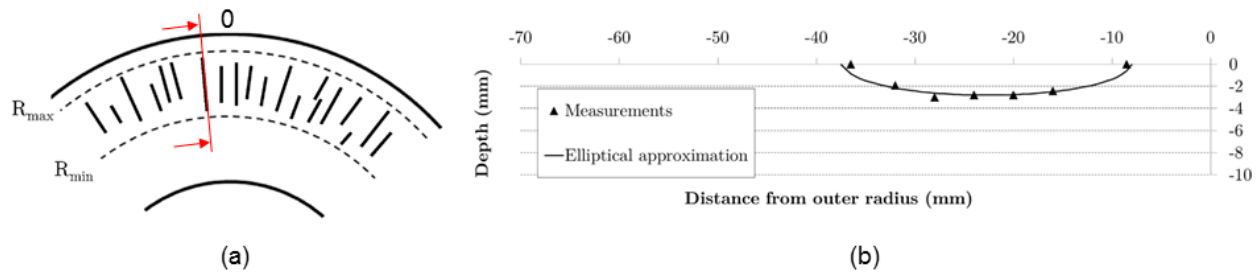 0
R_max
R_min
(a)
-70 -60 -50 -40 -30 -20 -10 0
0
-2
-4
-6
-8
-10
Depth (mm)
Measurements
Elliptical approximation
Distance from outer radius (mm)
(b)